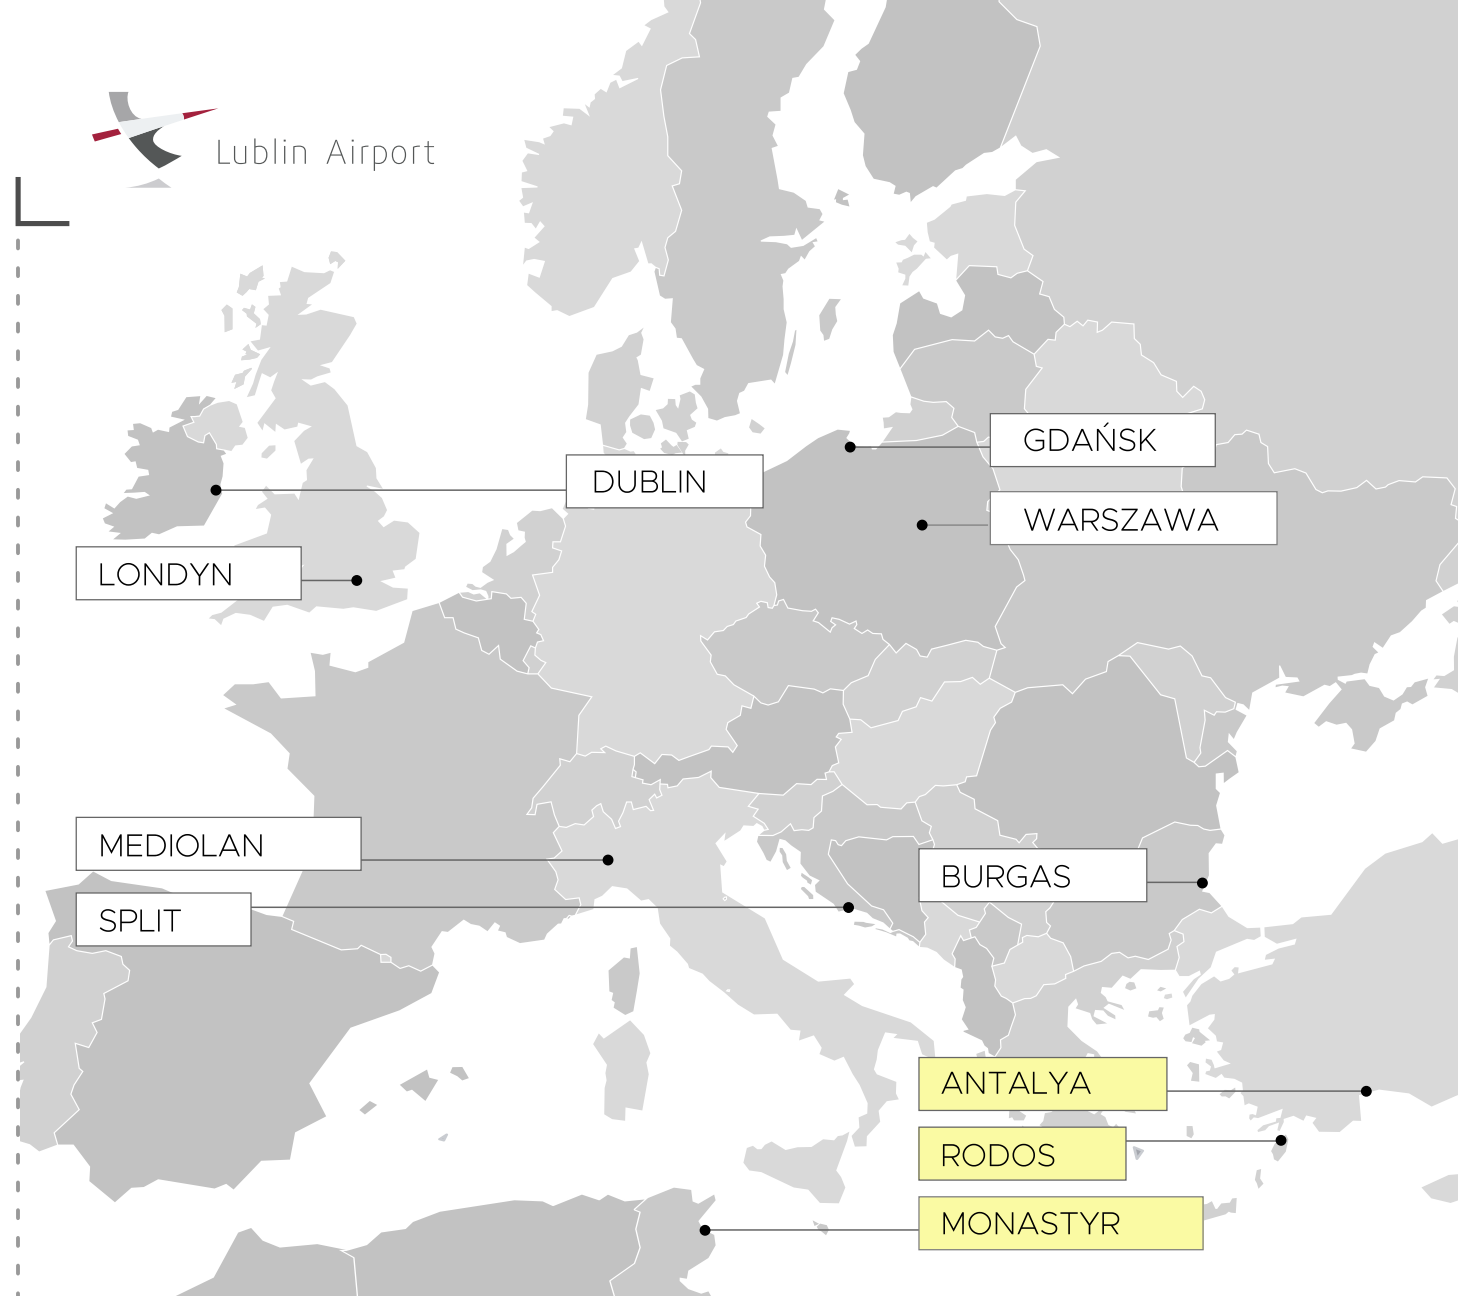 Lublin Airport
GDAŃSK
DUBLIN
WARSZAWA
LONDYN
MEDIOLAN
BURGAS
SPLIT
ANTALYA
RODOS
MONASTYR